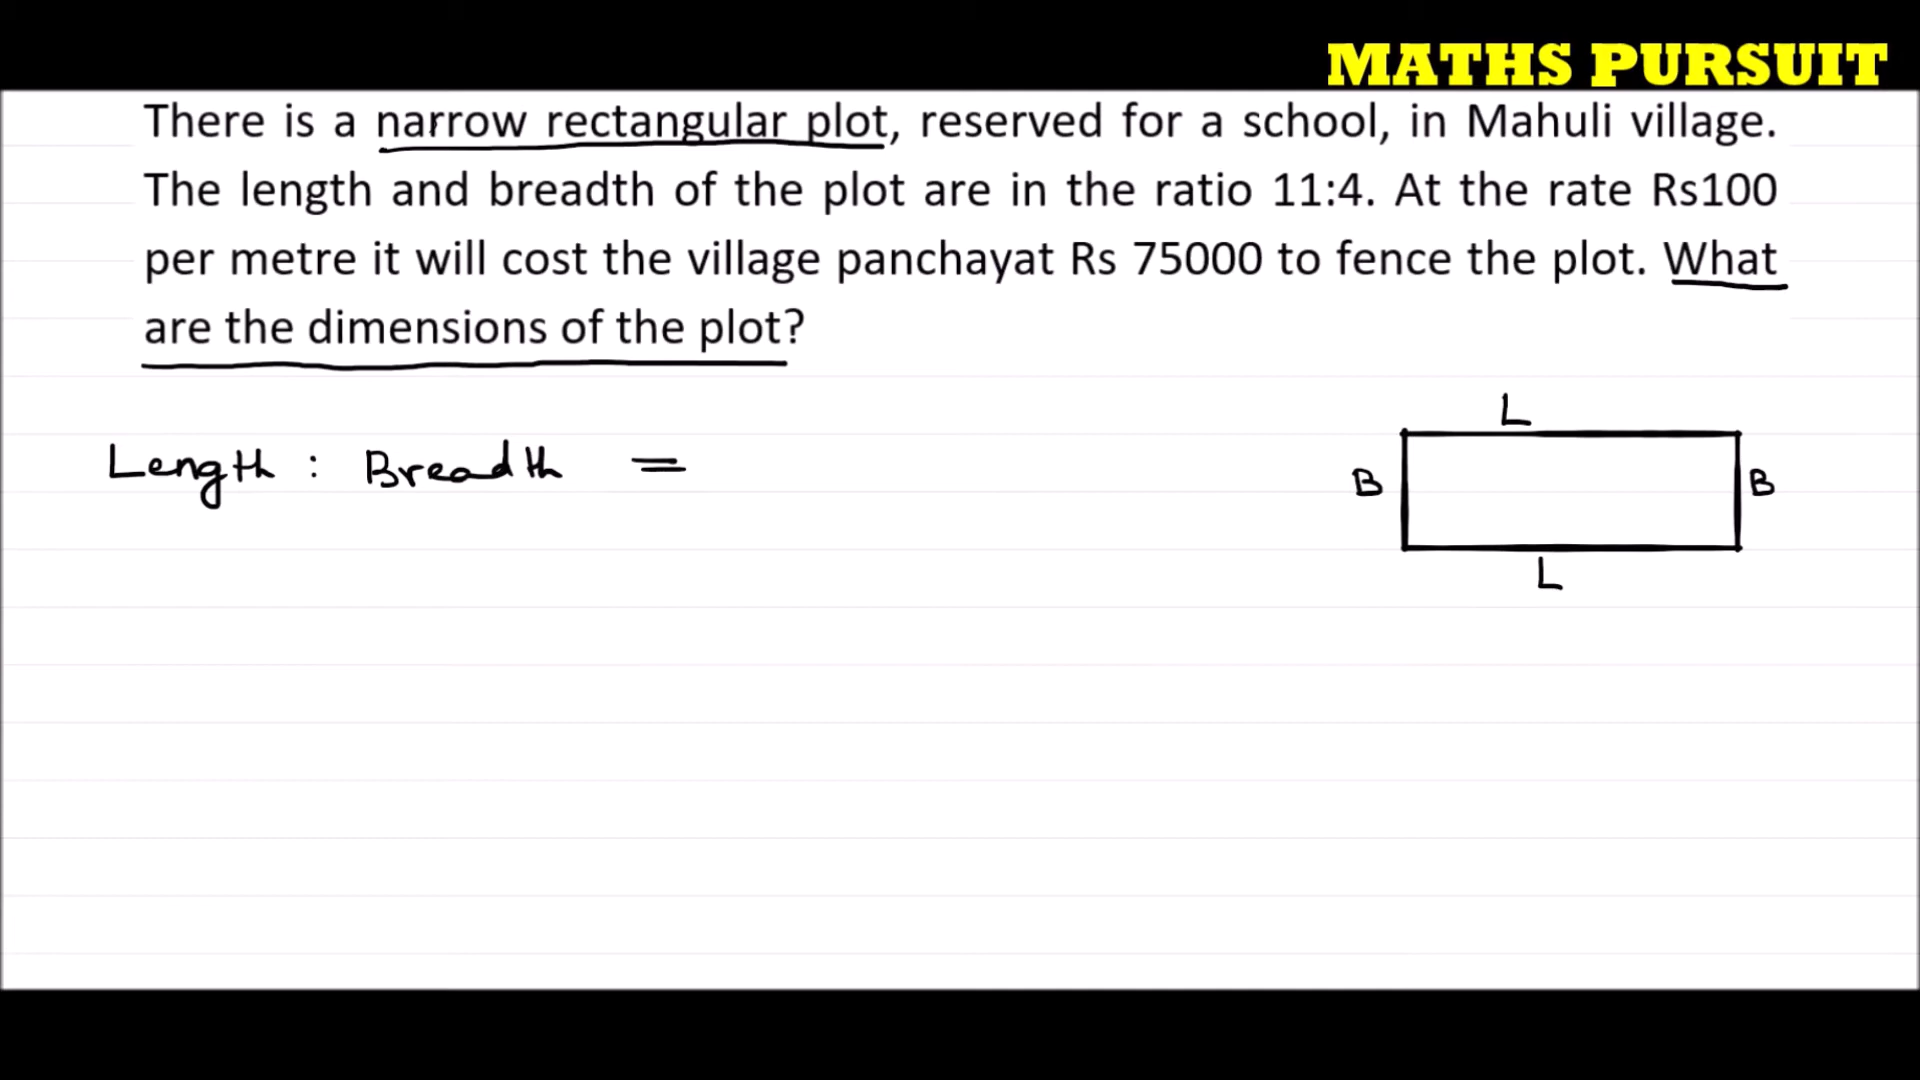 MATHS PURSUIT
There is a narrow rectangular plot, reserved for a school, in Mahuli village.
The length and breadth of the plot are in the ratio 11:4. At the rate Rs100
per metre it will cost the village panchayat Rs 75000 to fence the plot. What
are the dimensions of the plot?
L
Length : Breadth =
B B
L